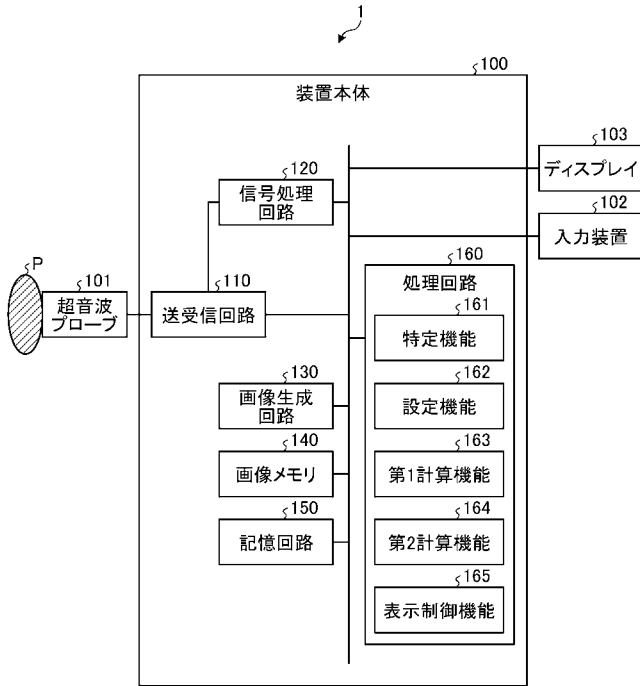 1
100
装置本体
103
ディスプレイ
120
信号処理
回路
102
入力装置
P
101
超音波
プローブ
110
送受信回路
160
処理回路
161
特定機能
130
画像生成
回路
162
設定機能
140
画像メモリ
163
第1計算機能
150
記憶回路
164
第2計算機能
165
表示制御機能